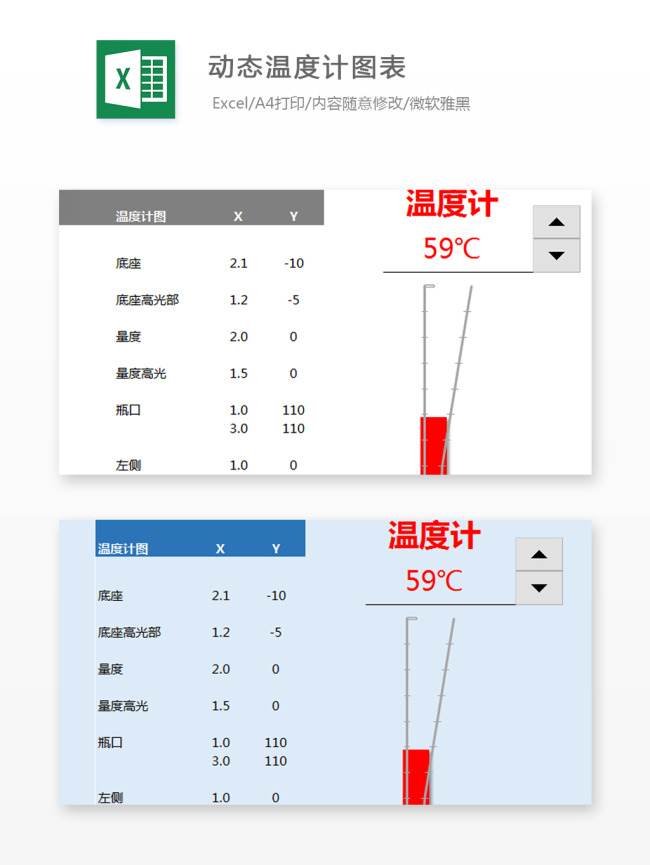 X
动态温度计图表
Excel/A4打印/内容随意修改/微软雅黑
温度计图 X Y
底座 2.1 -10
底座高光部 1.2 -5
量度 2.0 0
量度高光 1.5 0
瓶口 1.0 110
3.0 110
左侧 1.0 0
温度计
59℃
温度计图 X Y
底座 2.1 -10
底座高光部 1.2 -5
量度 2.0 0
量度高光 1.5 0
瓶口 1.0 110
3.0 110
左侧 1.0 0
温度计
59℃